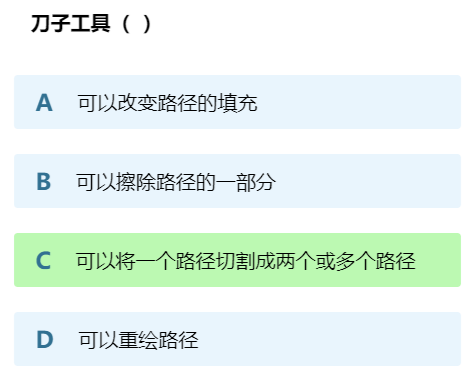 刀子工具（ ）
A 可以改变路径的填充
B 可以擦除路径的一部分
C 可以将一个路径切割成两个或多个路径
D 可以重绘路径